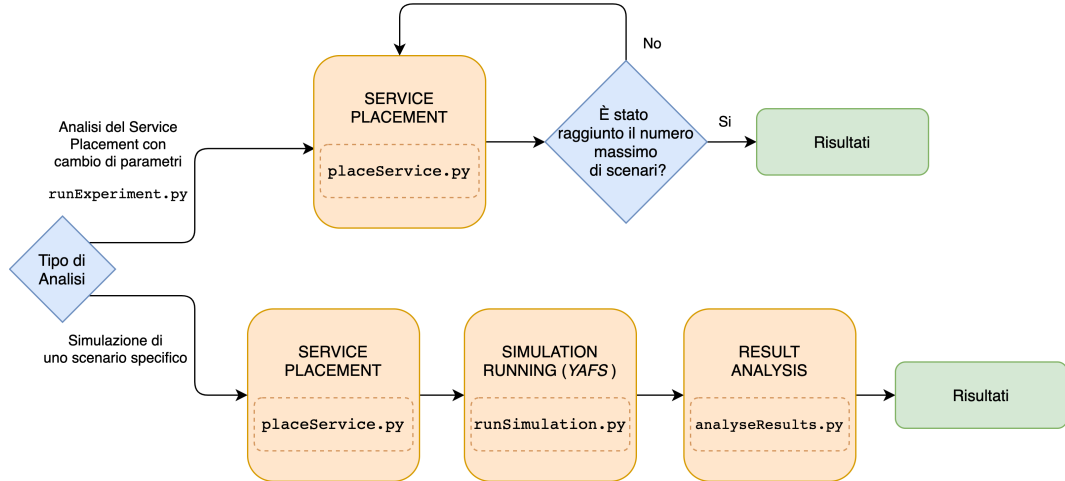 No
SERVICE
PLACEMENT
placeService.py
È stato
raggiunto il numero
massimo
di scenari?
Si
Risultati
Analisi del Service
Placement con
cambio di parametri
runExperiment.py
Tipo di
Analisi
Simulazione di
uno scenario specifico
SERVICE
PLACEMENT
placeService.py
SIMULATION
RUNNING (YAFS )
runSimulation.py
RESULT
ANALYSIS
analyseResults.py
Risultati